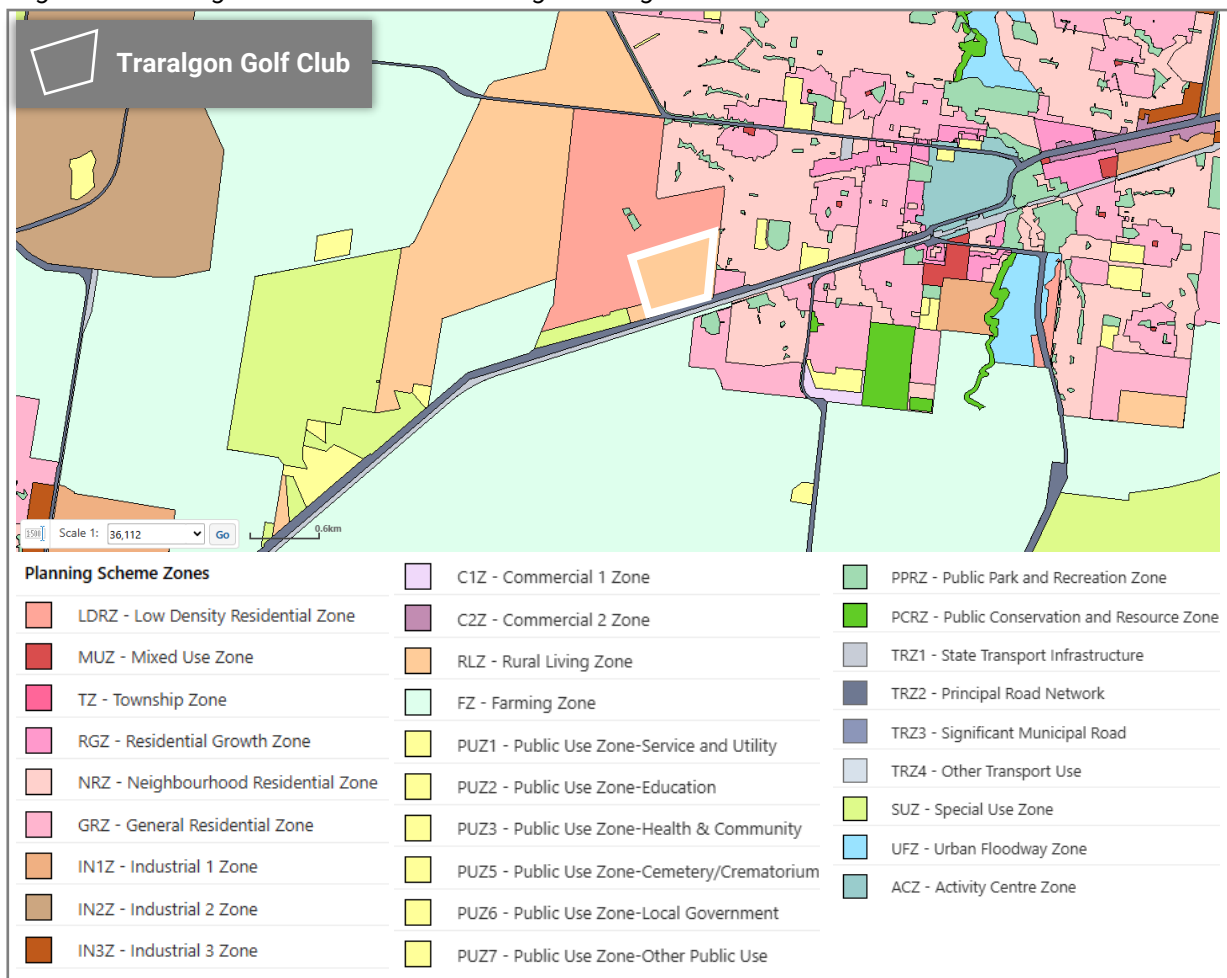 Traralgon Golf Club
Scale 1:
36,112
Go
0.6km
Planning Scheme Zones
LDRZ - Low Density Residential Zone
MUZ - Mixed Use Zone
TZ - Township Zone
RGZ - Residential Growth Zone
NRZ - Neighbourhood Residential Zone
GRZ - General Residential Zone
IN1Z - Industrial 1 Zone
IN2Z - Industrial 2 Zone
IN3Z - Industrial 3 Zone
C1Z - Commercial 1 Zone
C2Z - Commercial 2 Zone
RLZ - Rural Living Zone
FZ - Farming Zone
PUZ1 - Public Use Zone-Service and Utility
PUZ2 - Public Use Zone-Education
PUZ3 - Public Use Zone-Health & Community
PUZ5 - Public Use Zone-Cemetery/Crematorium
PUZ6 - Public Use Zone-Local Government
PUZ7 - Public Use Zone-Other Public Use
PPRZ - Public Park and Recreation Zone
PCRZ - Public Conservation and Resource Zone
TRZ1 - State Transport Infrastructure
TRZ2 - Principal Road Network
TRZ3 - Significant Municipal Road
TRZ4 - Other Transport Use
SUZ - Special Use Zone
UFZ - Urban Floodway Zone
ACZ - Activity Centre Zone